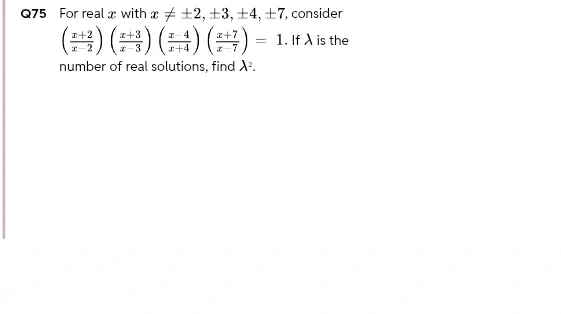 Q75 For real x with x ≠ ±2, ±3, ±4, ±7, consider
(x+2/x−2) (x+3/x−3) (x−4/x+4) (x+7/x−7) = 1. If λ is the
number of real solutions, find λ².